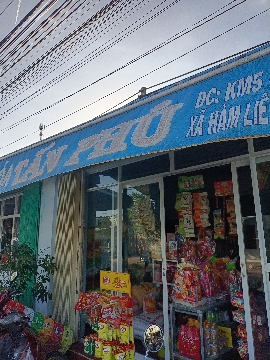 TẤN PHÚ
ĐC: KM5
XÃ HÀM LIÊ